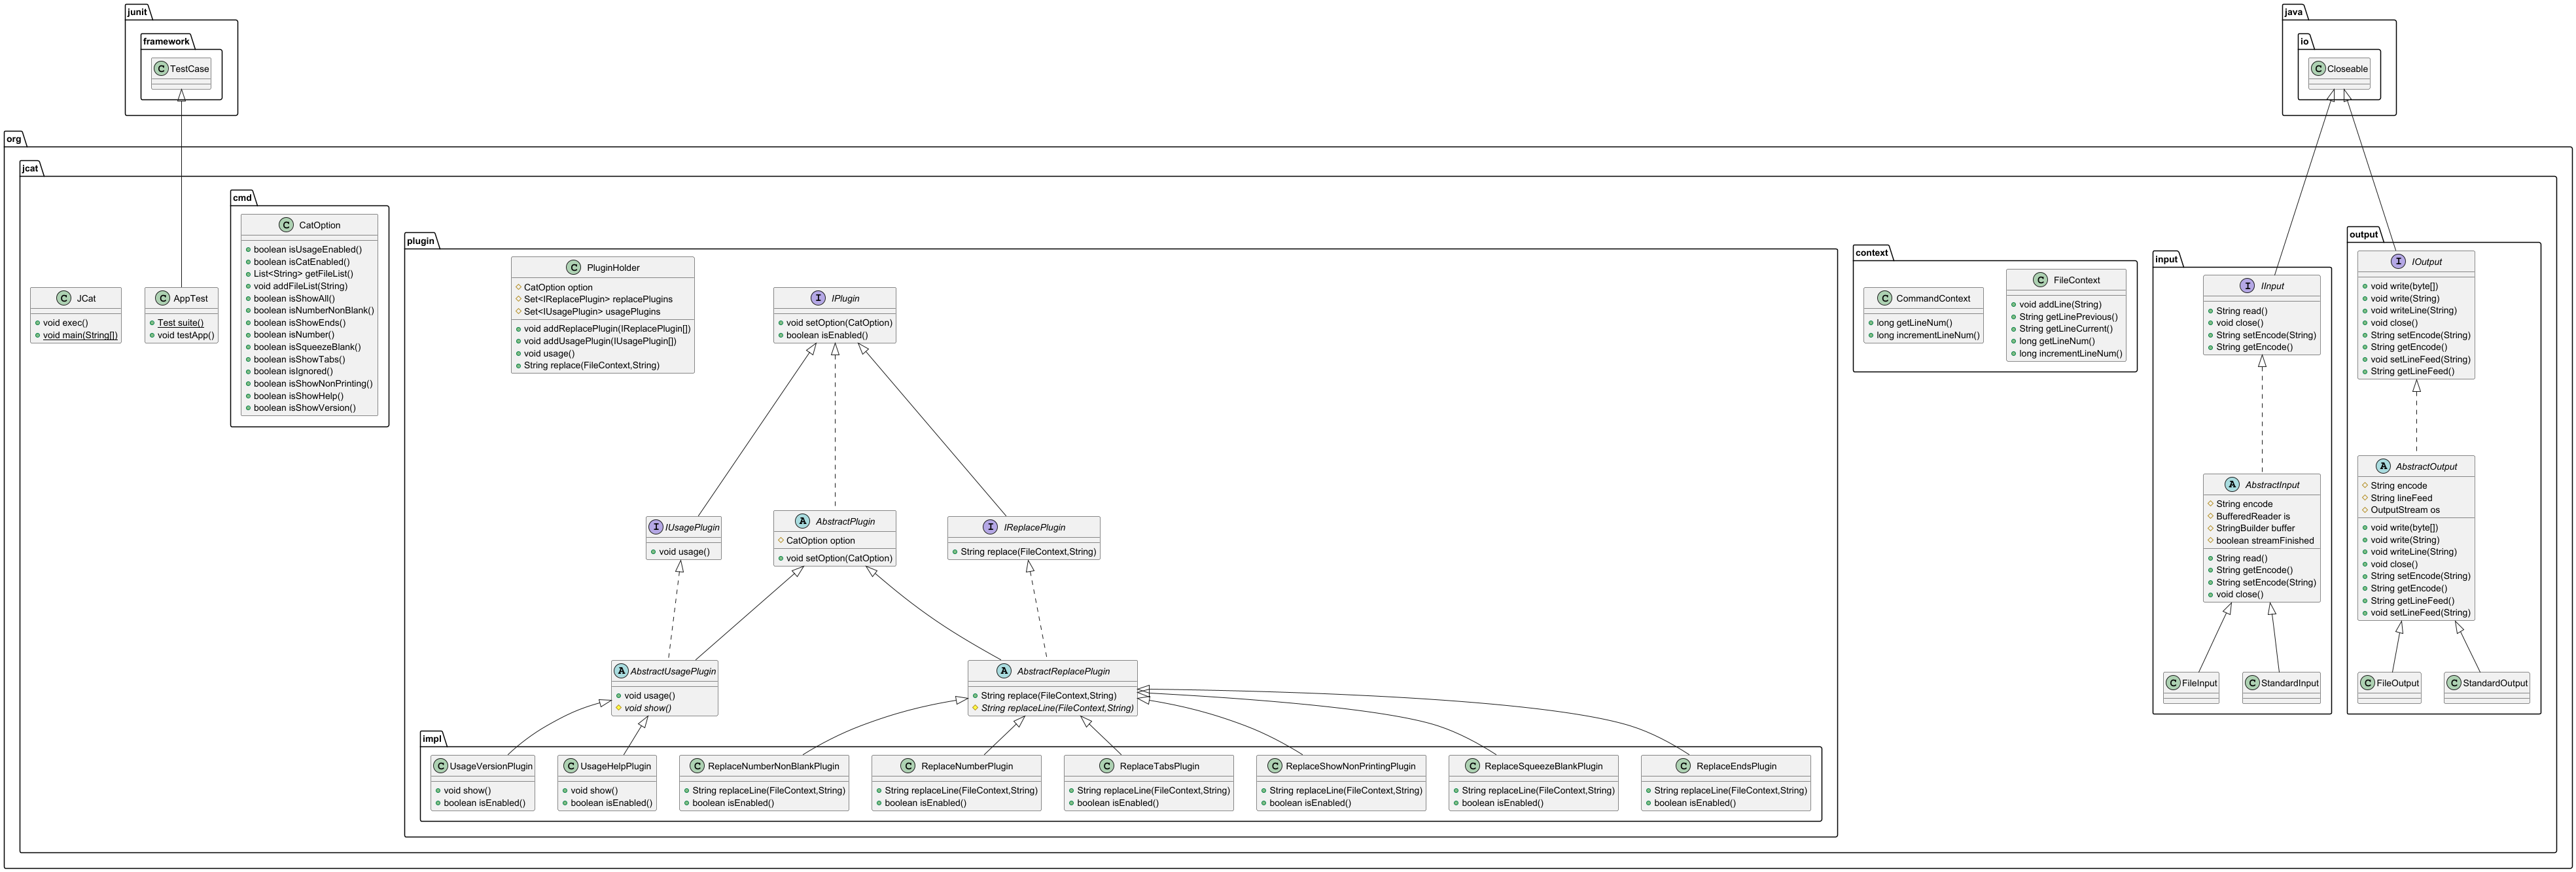 junit
framework
C TestCase
java
io
C Closeable
org
jcat
C JCat
void exec()
void main(String[])
C AppTest
Test suite()
void testApp()
cmd
C CatOption
boolean isUsageEnabled()
boolean isCatEnabled()
List<String> getFileList()
void addFileList(String)
boolean isShowAll()
boolean isNumberNonBlank()
boolean isShowEnds()
boolean isNumber()
boolean isSqueezeBlank()
boolean isShowTabs()
boolean isIgnored()
boolean isShowNonPrinting()
boolean isShowHelp()
boolean isShowVersion()
plugin
C PluginHolder
CatOption option
Set<IReplacePlugin> replacePlugins
Set<IUsagePlugin> usagePlugins
void addReplacePlugin(IReplacePlugin[])
void addUsagePlugin(IUsagePlugin[])
void usage()
String replace(FileContext,String)
I IPlugin
void setOption(CatOption)
boolean isEnabled()
I IUsagePlugin
void usage()
A AbstractPlugin
CatOption option
void setOption(CatOption)
I IReplacePlugin
String replace(FileContext,String)
A AbstractUsagePlugin
void usage()
void show()
A AbstractReplacePlugin
String replace(FileContext,String)
String replaceLine(FileContext,String)
impl
C UsageVersionPlugin
void show()
boolean isEnabled()
C UsageHelpPlugin
void show()
boolean isEnabled()
C ReplaceNumberNonBlankPlugin
String replaceLine(FileContext,String)
boolean isEnabled()
C ReplaceNumberPlugin
String replaceLine(FileContext,String)
boolean isEnabled()
C ReplaceTabsPlugin
String replaceLine(FileContext,String)
boolean isEnabled()
C ReplaceShowNonPrintingPlugin
String replaceLine(FileContext,String)
boolean isEnabled()
C ReplaceSqueezeBlankPlugin
String replaceLine(FileContext,String)
boolean isEnabled()
C ReplaceEndsPlugin
String replaceLine(FileContext,String)
boolean isEnabled()
context
C CommandContext
long getLineNum()
long incrementLineNum()
C FileContext
void addLine(String)
String getLinePrevious()
String getLineCurrent()
long getLineNum()
long incrementLineNum()
input
I IInput
String read()
void close()
String setEncode(String)
String getEncode()
A AbstractInput
String encode
BufferedReader is
StringBuilder buffer
boolean streamFinished
String read()
String getEncode()
String setEncode(String)
void close()
C FileInput
C StandardInput
output
I IOutput
void write(byte[])
void write(String)
void writeLine(String)
void close()
String setEncode(String)
String getEncode()
void setLineFeed(String)
String getLineFeed()
A AbstractOutput
String encode
String lineFeed
OutputStream os
void write(byte[])
void write(String)
void writeLine(String)
void close()
String setEncode(String)
String getEncode()
String getLineFeed()
void setLineFeed(String)
C FileOutput
C StandardOutput